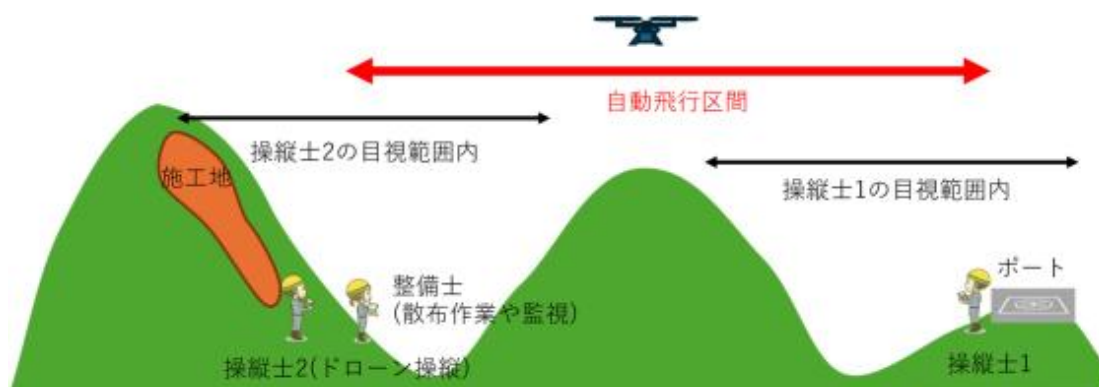 自動飛行区間
操縦士2の目視範囲内
施工地
操縦士1の目視範囲内
ポート
整備士
(散布作業や監視)
操縦士2(ドローン操縦)
操縦士1